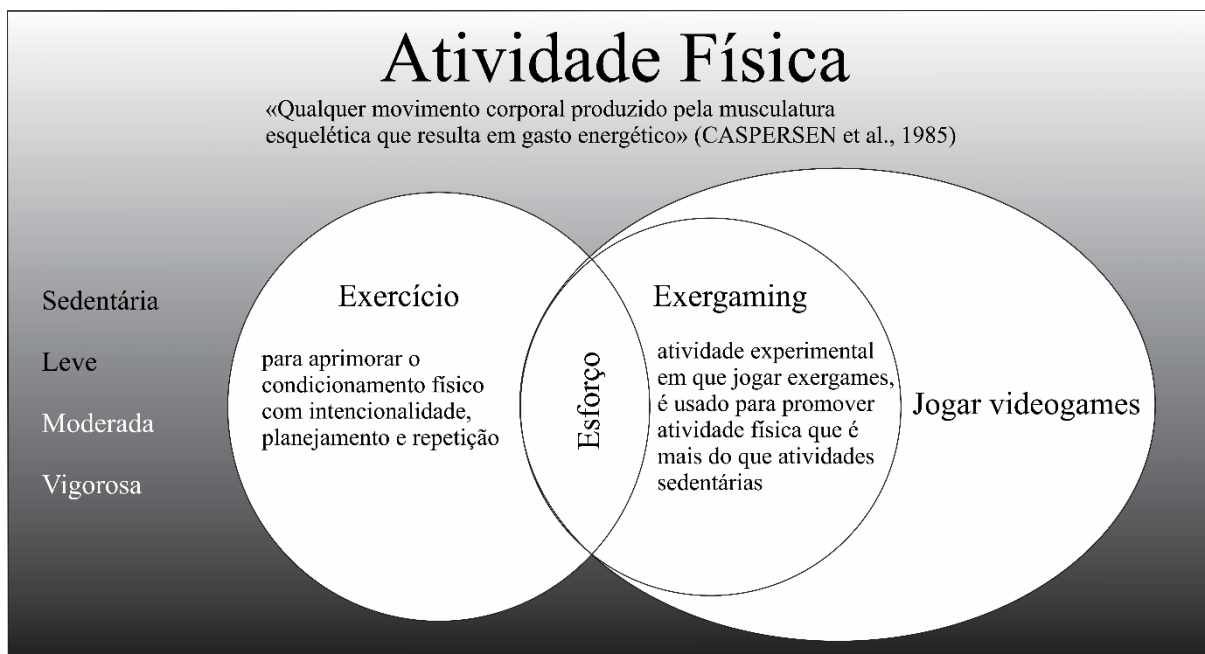 Atividade Física
«Qualquer movimento corporal produzido pela musculatura
esquelética que resulta em gasto energético» (CASPERSEN et al., 1985)
Sedentária
Leve
Moderada
Vigorosa
Exercício
para aprimorar o
condicionamento físico
com intencionalidade,
planejamento e repetição
Esforço
Exergaming
atividade experimental
em que jogar exergames,
é usado para promover
atividade física que é
mais do que atividades
sedentárias
Jogar videogames